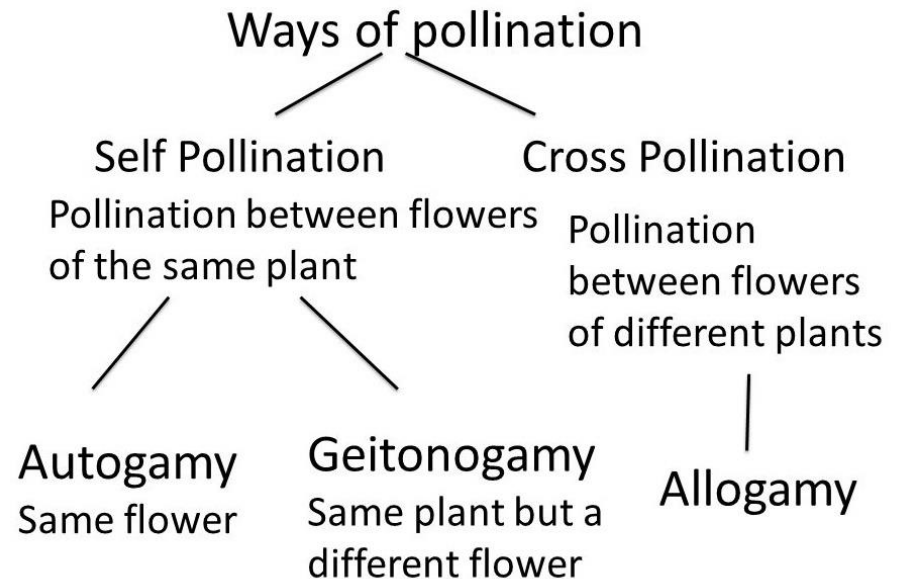 Ways of pollination
Self Pollination
Pollination between flowers
of the same plant
Cross Pollination
Pollination
between flowers
of different plants
Autogamy
Same flower
Geitonogamy
Same plant but a
different flower
Allogamy